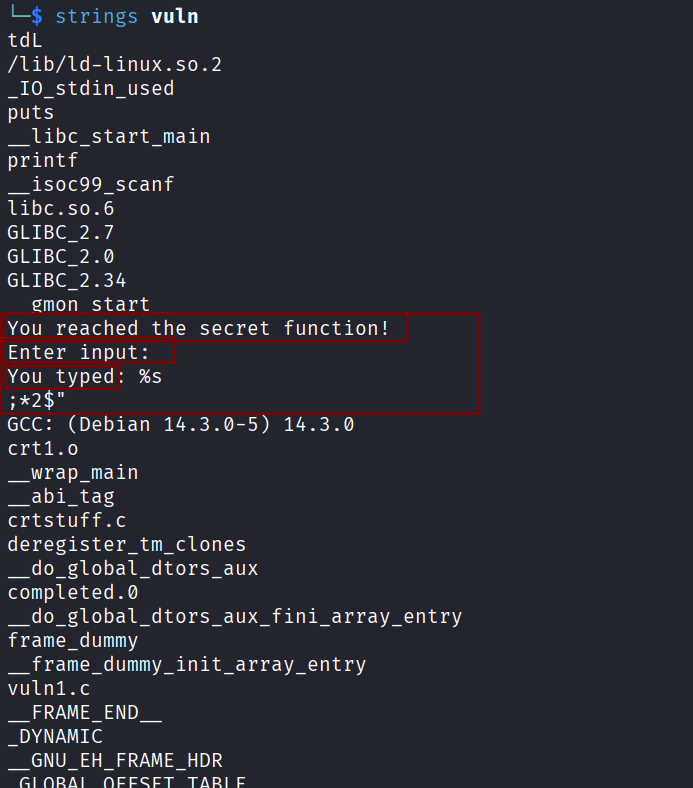 └─$ strings vuln
tdL
/lib/ld-linux.so.2
_IO_stdin_used
puts
__libc_start_main
printf
__isoc99_scanf
libc.so.6
GLIBC_2.7
GLIBC_2.0
GLIBC_2.34
__gmon_start__
You reached the secret function!
Enter input:
You typed: %s
;*2$"
GCC: (Debian 14.3.0-5) 14.3.0
crt1.o
__wrap_main
__abi_tag
crtstuff.c
deregister_tm_clones
__do_global_dtors_aux
completed.0
__do_global_dtors_aux_fini_array_entry
frame_dummy
__frame_dummy_init_array_entry
vuln1.c
__FRAME_END__
_DYNAMIC
__GNU_EH_FRAME_HDR
_GLOBAL_OFFSET_TABLE_